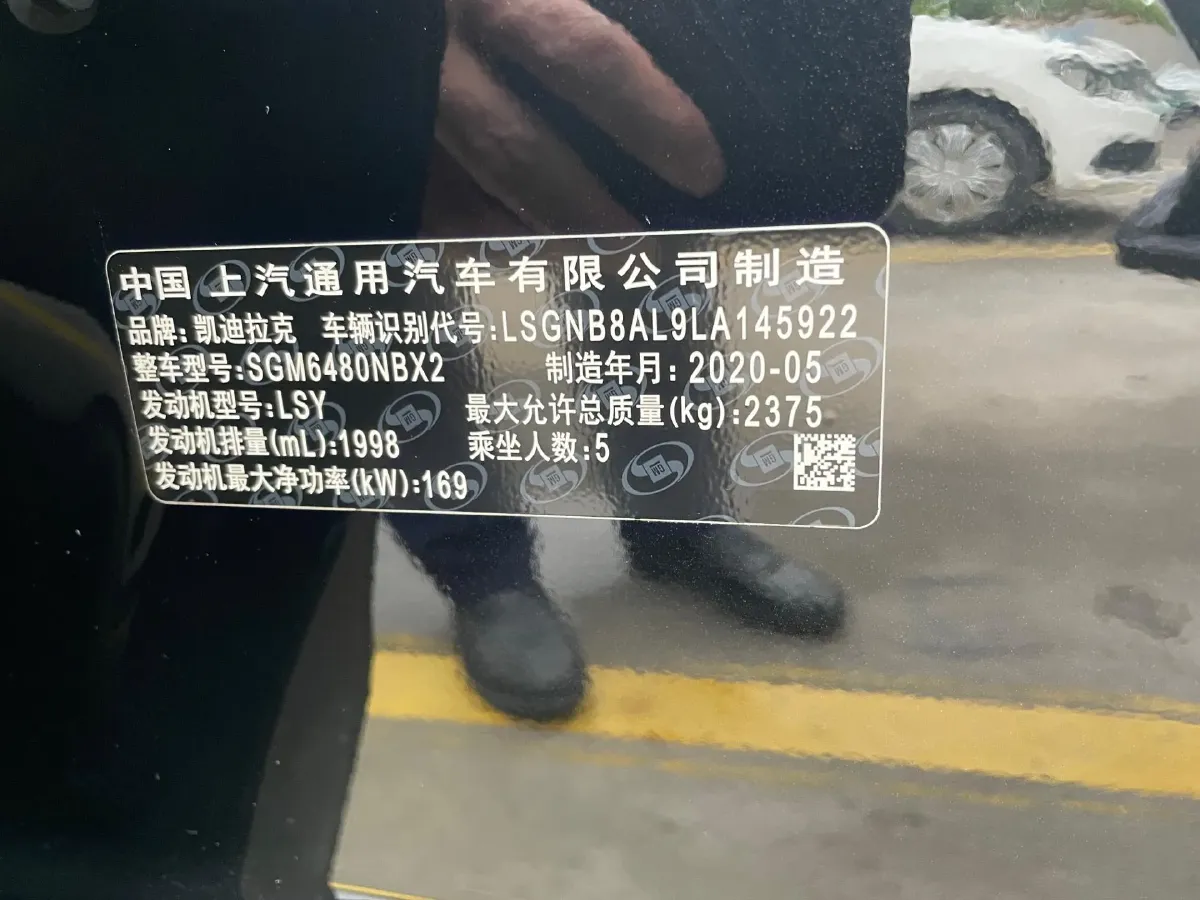 中国 上汽通用汽车有限公司制造
品牌:凯迪拉克 车辆识别代号:LSGNB8AL9LA145922
整车型号:SGM6480NBX2 制造年月:2020-05
发动机型号:LSY 最大允许总质量(kg):2375
发动机排量(mL):1998 乘坐人数:5
发动机最大净功率(kW):169